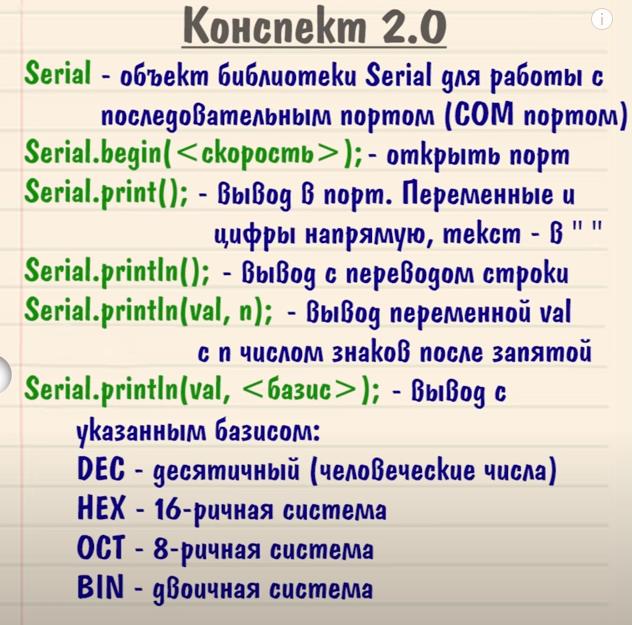 Конспект 2.0
Serial - объект библиотеки Serial для работы с
последовательным портом (COM портом)
Serial.begin(<скорость>); - открыть порт
Serial.print(); - вывод в порт. Переменные и
цифры напрямую, текст - в " "
Serial.println(); - вывод с переводом строки
Serial.println(val, n); - вывод переменной val
с n числом знаков после запятой
Serial.println(val, <базис>); - вывод с
указанным базисом:
DEC - десятичный (человеческие числа)
HEX - 16-ричная система
OCT - 8-ричная система
BIN - двоичная система